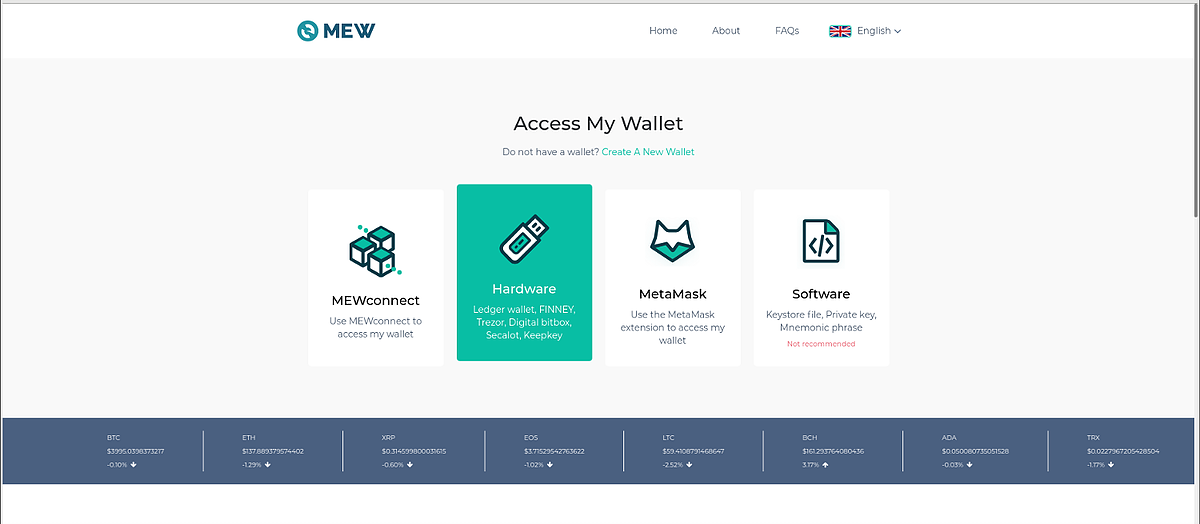 MEW
Home About FAQs English
Access My Wallet
Do not have a wallet? Create A New Wallet
MEWconnect
Use MEWconnect to
access my wallet
Hardware
Ledger wallet, FINNEY,
Trezor, Digital bitbox,
Secalot, Keepkey
MetaMask
Use the MetaMask
extension to access my
wallet
Software
Keystore file, Private key,
Mnemonic phrase
Not recommended
BTC
$3995.0398373217
-0.10%
ETH
$137.889379574402
-1.29%
XRP
$0.314599800031615
-0.60%
EOS
$3.71529542763622
-1.02%
LTC
$59.4108791468647
-2.52%
BCH
$161.293764080436
3.17%
ADA
$0.050080735051528
-0.03%
TRX
$0.0227967205428504
-1.17%